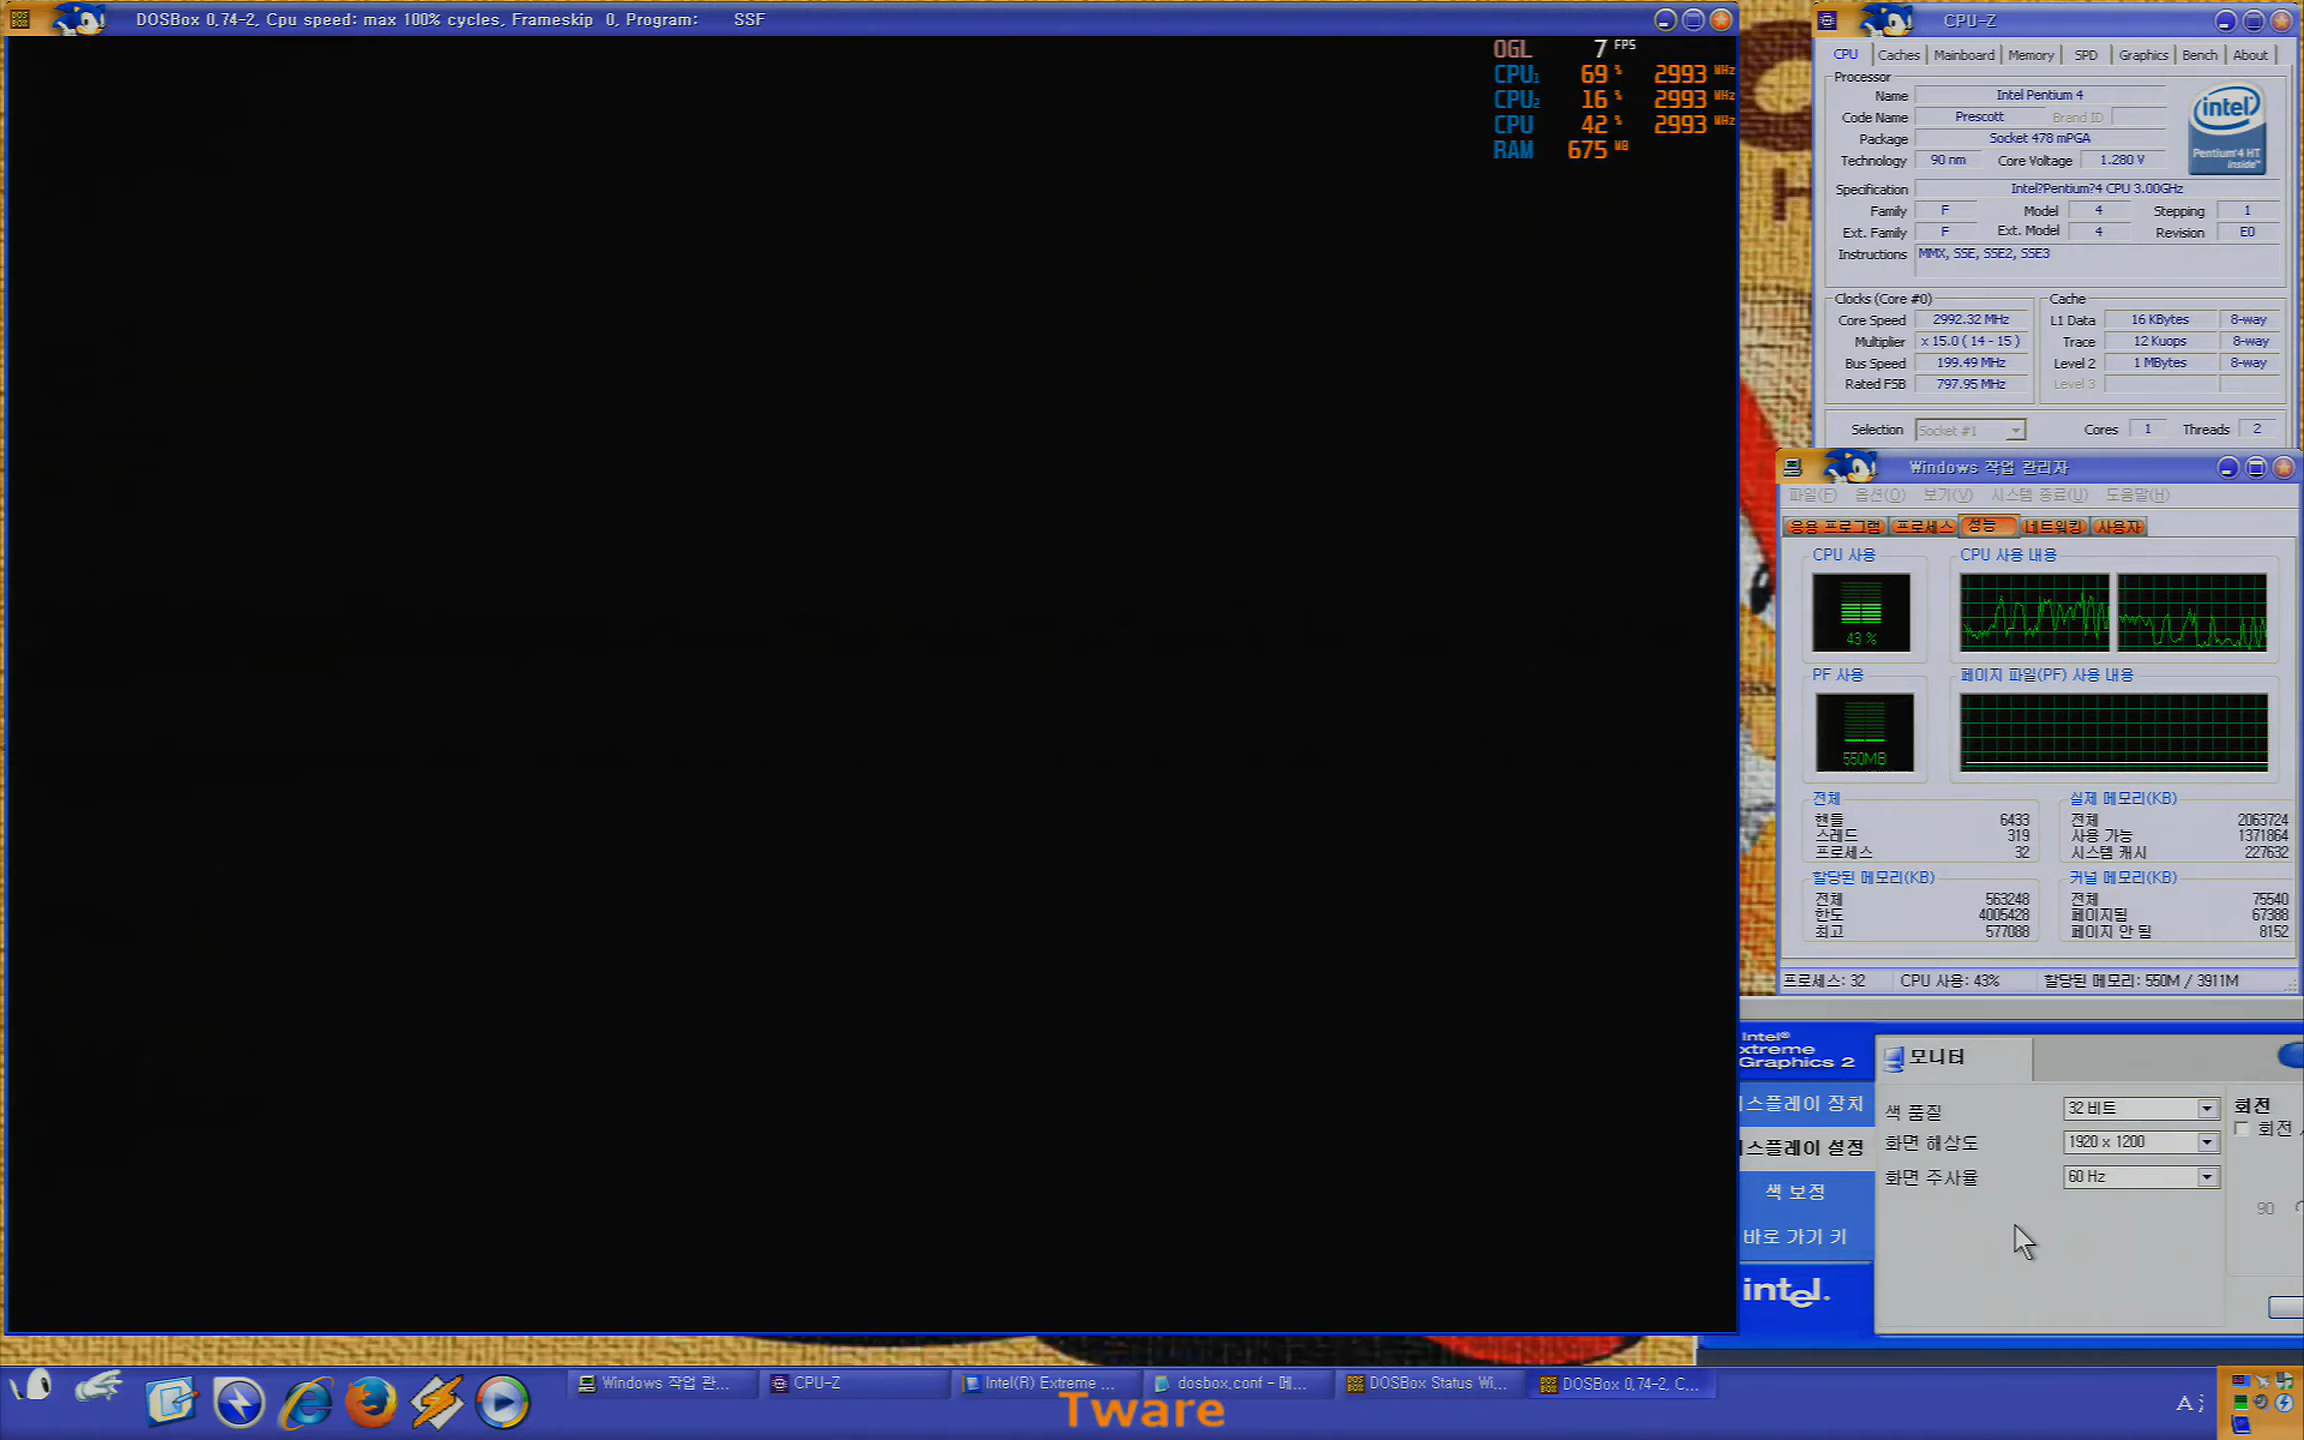 DOSBox 0.74-2, Cpu speed: max 100% cycles, Frameskip 0, Program: SSF
OGL 7 FPS
CPU1 69 % 2993 MHz
CPU2 16 % 2993 MHz
CPU 42 % 2993 MHz
RAM 675 MB
CPU-Z
CPU Caches Mainboard Memory SPD Graphics Bench About
Processor
Name Intel Pentium 4
Code Name Prescott Brand ID
Package Socket 478 mPGA
Technology 90 nm Core Voltage 1.280 V
intel
Pentium 4 HT
inside™
Specification Intel?Pentium?4 CPU 3.00GHz
Family F Model 4 Stepping 1
Ext. Family F Ext. Model 4 Revision E0
Instructions MMX, SSE, SSE2, SSE3
Clocks (Core #0) Cache
Core Speed 2992.32 MHz L1 Data 16 KBytes 8-way
Multiplier x 15.0 ( 14 - 15 ) Trace 12 Kuops 8-way
Bus Speed 199.49 MHz Level 2 1 MBytes 8-way
Rated FSB 797.95 MHz Level 3
Selection Socket #1 Cores 1 Threads 2
Windows 작업 관리자
파일(F) 옵션(O) 보기(V) 시스템 종료(U) 도움말(H)
응용 프로그램 프로세스 성능 네트워킹 사용자
CPU 사용 CPU 사용 내용
43 %
PF 사용 페이지 파일(PF) 사용 내용
550MB
전체 실제 메모리(KB)
핸들 6433 전체 2063724
스레드 319 사용 가능 1371864
프로세스 32 시스템 캐시 227632
할당된 메모리(KB) 커널 메모리(KB)
전체 563248 전체 75540
한도 4005428 페이지됨 67388
최고 577088 페이지 안 됨 8152
프로세스: 32 CPU 사용: 43% 할당된 메모리: 550M / 3911M
Intel®
xtreme
Graphics 2
모니터
스플레이 장치
스플레이 설정
색 보정
바로 가기 키
intel.
색 품질 32 비트
화면 해상도 1920 x 1200
화면 주사율 60 Hz
회전
회전
90
Windows 작업 관... CPU-Z Intel(R) Extreme ... dosbox.conf - 메... DOSBox Status Wi... DOSBox 0.74-2, C...
Tware
A